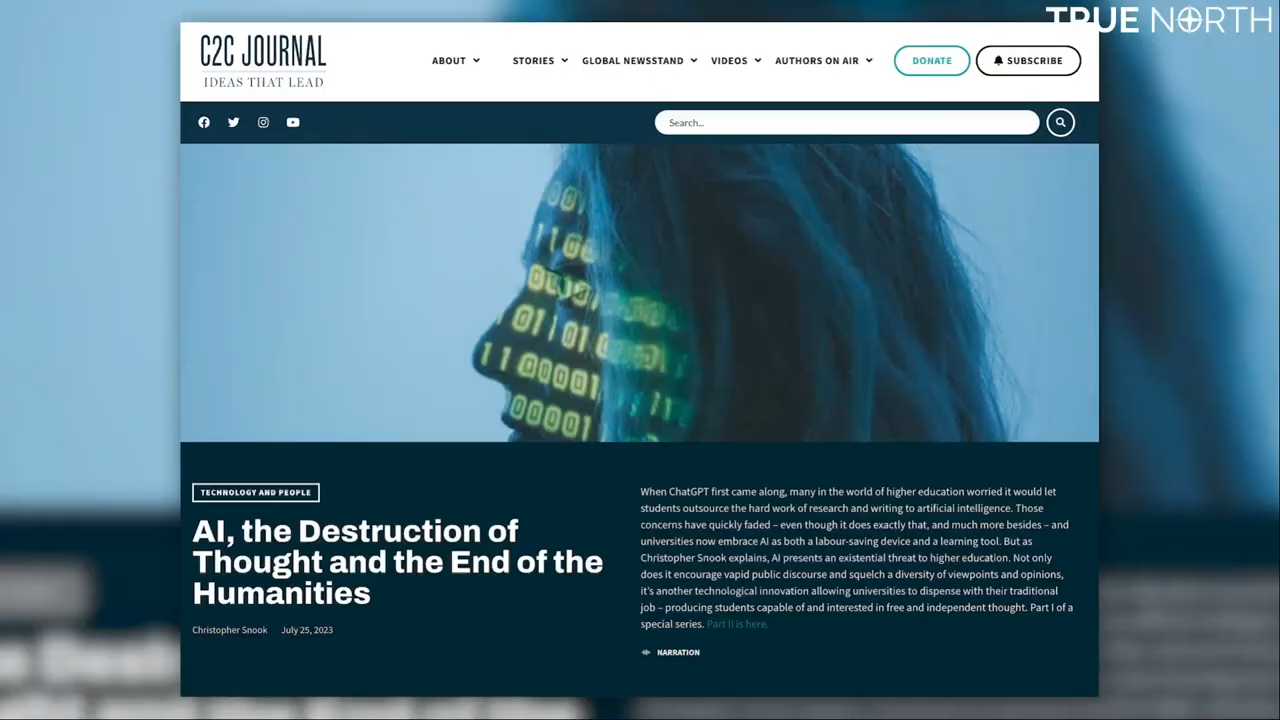 TRUE NORTH
C2C JOURNAL
IDEAS THAT LEAD
ABOUT STORIES GLOBAL NEWSSTAND VIDEOS AUTHORS ON AIR DONATE SUBSCRIBE
Search...
001
1100
0000
01101 01
1100001
00001
TECHNOLOGY AND PEOPLE
AI, the Destruction of
Thought and the End of the
Humanities
Christopher Snook July 25, 2023
When ChatGPT first came along, many in the world of higher education worried it would let
students outsource the hard work of research and writing to artificial intelligence. Those
concerns have quickly faded – even though it does exactly that, and much more besides – and
universities now embrace AI as both a labour-saving device and a learning tool. But as
Christopher Snook explains, AI presents an existential threat to higher education. Not only
does it encourage vapid public discourse and squelch a diversity of viewpoints and opinions,
it's another technological innovation allowing universities to dispense with their traditional
job – producing students capable of and interested in free and independent thought. Part I of a
special series. Part II is here.
NARRATION